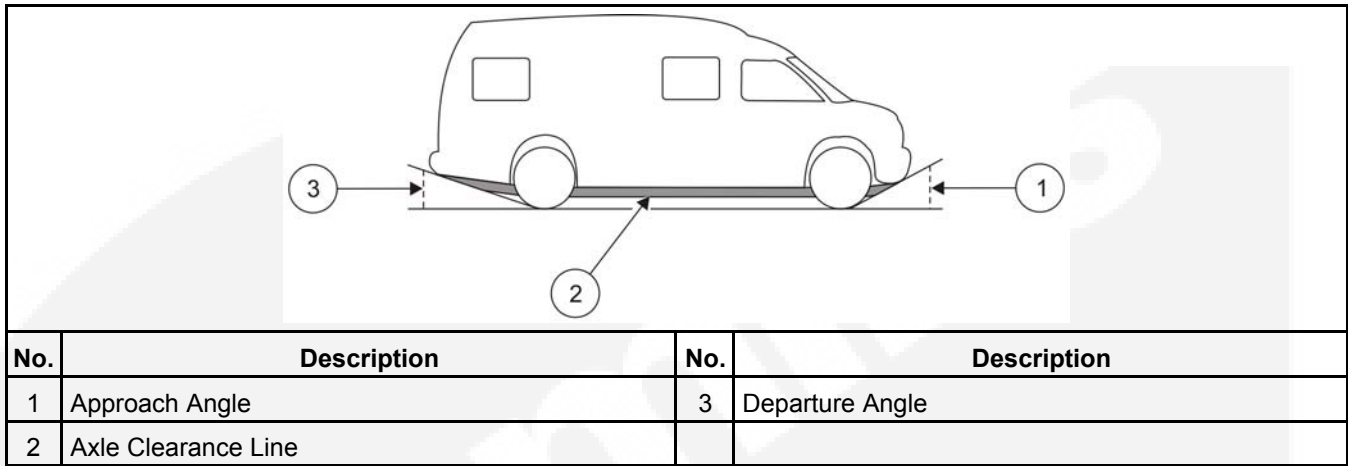 3
1
2
No. Description No. Description
1 Approach Angle 3 Departure Angle
2 Axle Clearance Line